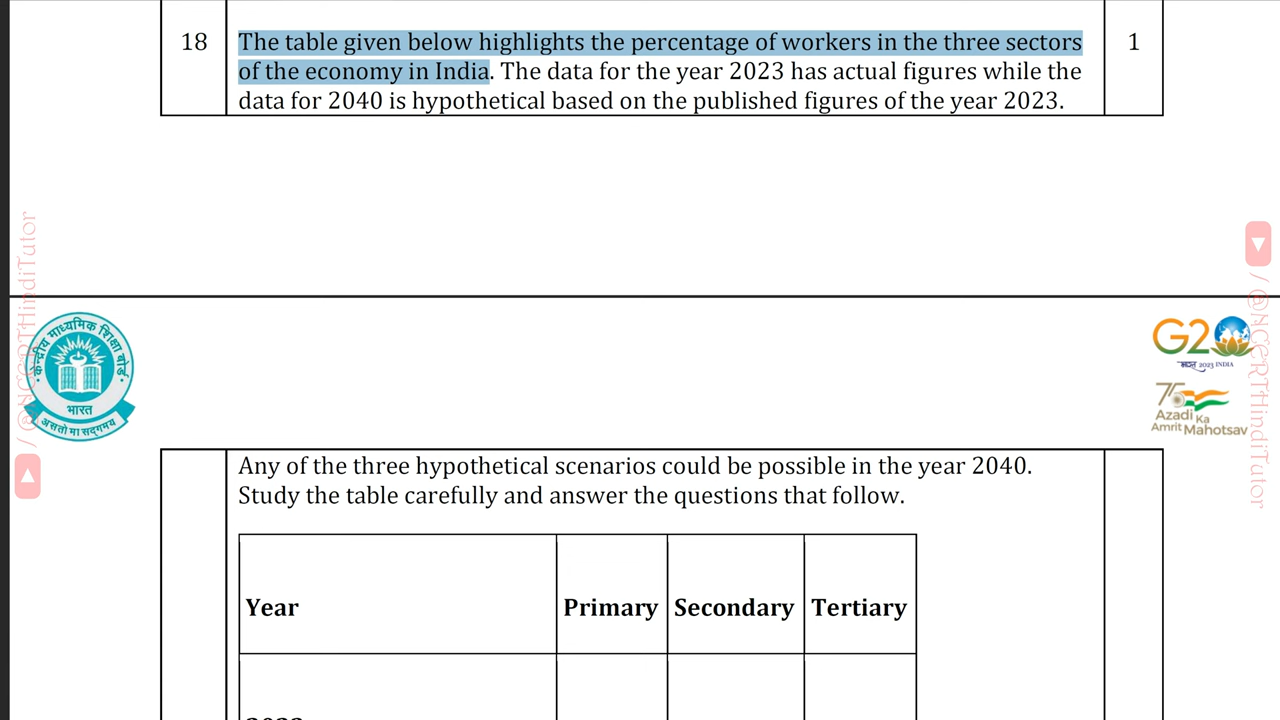 18
The table given below highlights the percentage of workers in the three sectors
of the economy in India. The data for the year 2023 has actual figures while the
data for 2040 is hypothetical based on the published figures of the year 2023.
1
/ @NCERTHindiTutor
/ @NCERTHindiTutor
केन्द्रीय माध्यमिक शिक्षा बोर्ड
भारत
असतो मा सद्गमय
G20
भारत 2023 INDIA
75
Azadi Ka
Amrit Mahotsav
Any of the three hypothetical scenarios could be possible in the year 2040.
Study the table carefully and answer the questions that follow.
Year Primary Secondary Tertiary